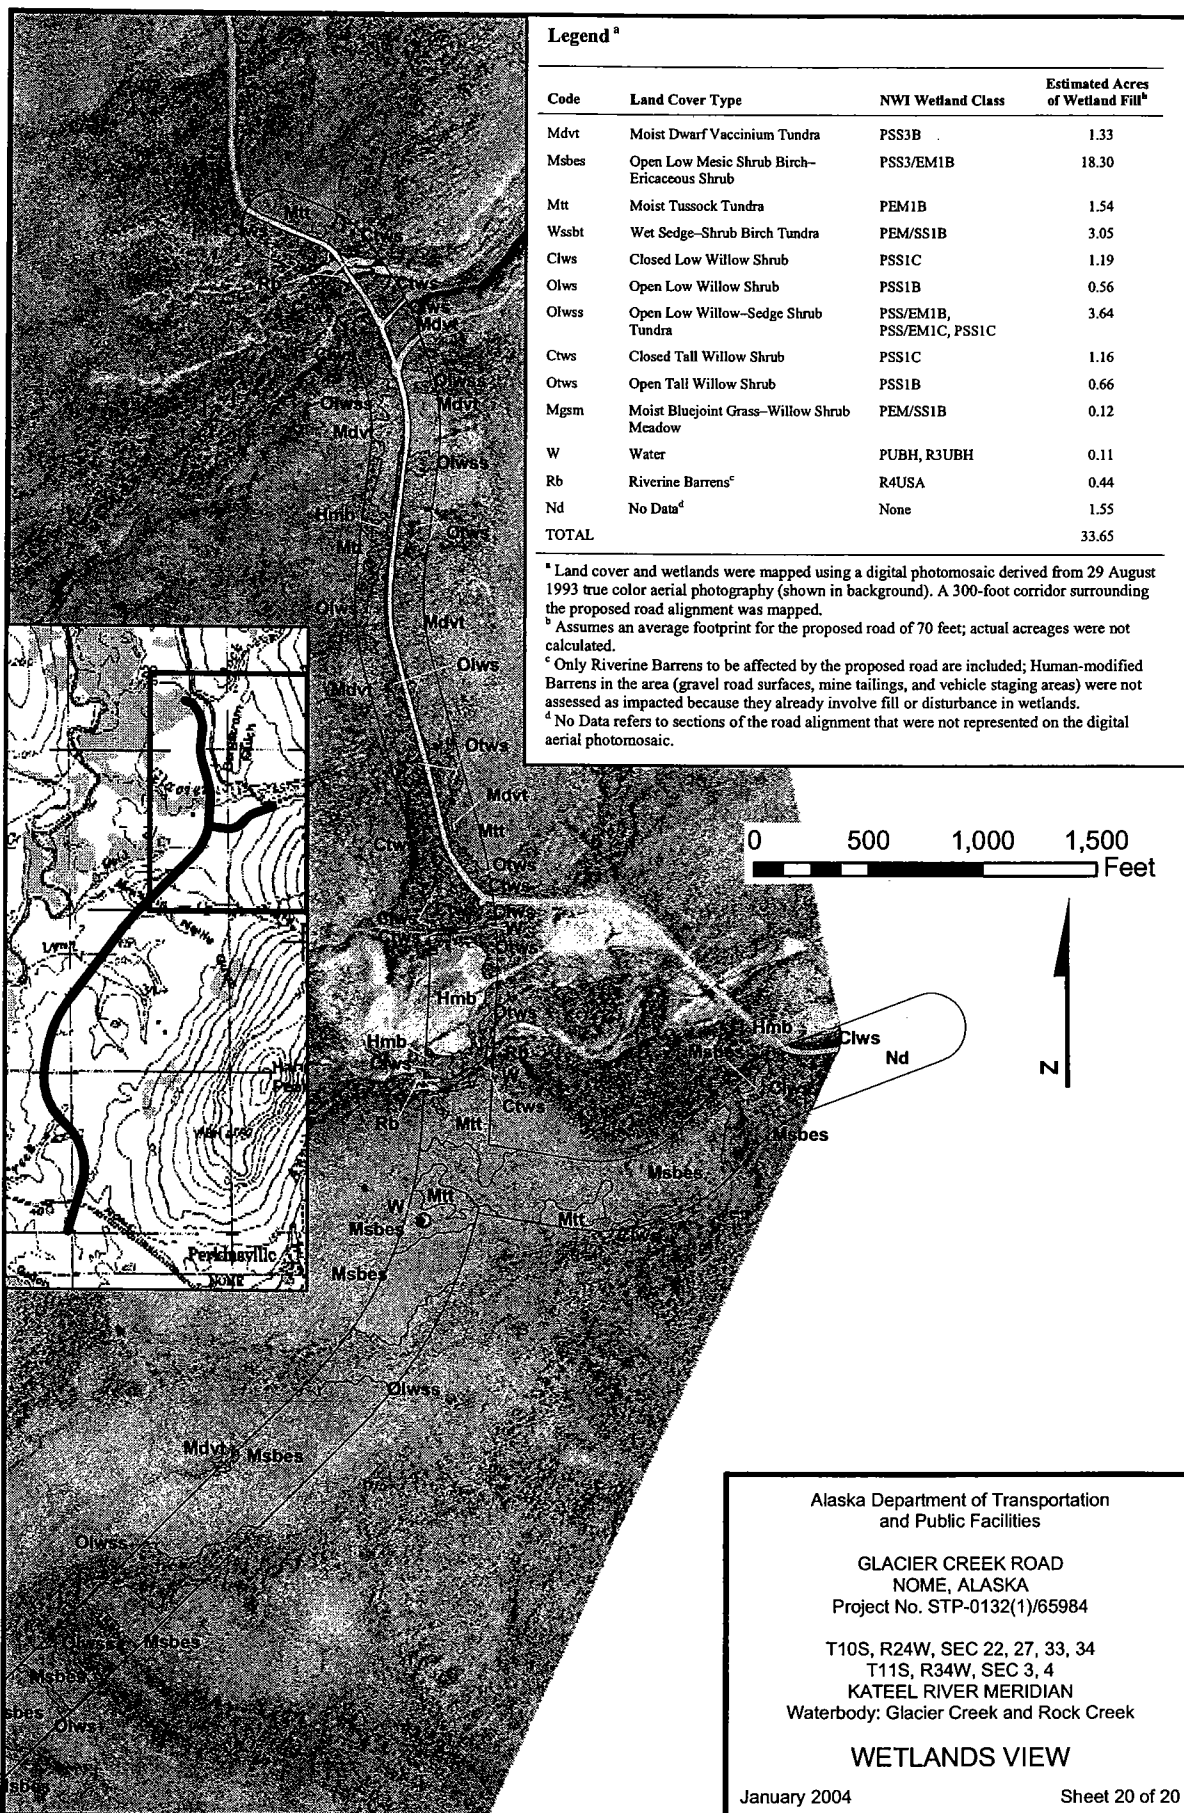 Legend a
Code Land Cover Type NWI Wetland Class Estimated Acres of Wetland Fill b
Mdvt Moist Dwarf Vaccinium Tundra PSS3B 1.33
Msbes Open Low Mesic Shrub Birch– PSS3/EM1B 18.30
Ericaceous Shrub
Mtt Moist Tussock Tundra PEM1B 1.54
Wssbt Wet Sedge–Shrub Birch Tundra PEM/SS1B 3.05
Clws Closed Low Willow Shrub PSS1C 1.19
Olws Open Low Willow Shrub PSS1B 0.56
Olwss Open Low Willow–Sedge Shrub PSS/EM1B, 3.64
Tundra PSS/EM1C, PSS1C
Ctws Closed Tall Willow Shrub PSS1C 1.16
Otws Open Tall Willow Shrub PSS1B 0.66
Mgsm Moist Bluejoint Grass–Willow Shrub PEM/SS1B 0.12
Meadow
W Water PUBH, R3UBH 0.11
Rb Riverine Barrens c R4USA 0.44
Nd No Data d None 1.55
TOTAL 33.65
a Land cover and wetlands were mapped using a digital photomosaic derived from 29 August
1993 true color aerial photography (shown in background). A 300-foot corridor surrounding
the proposed road alignment was mapped.
b Assumes an average footprint for the proposed road of 70 feet; actual acreages were not
calculated.
c Only Riverine Barrens to be affected by the proposed road are included; Human-modified
Barrens in the area (gravel road surfaces, mine tailings, and vehicle staging areas) were not
assessed as impacted because they already involve fill or disturbance in wetlands.
d No Data refers to sections of the road alignment that were not represented on the digital
aerial photomosaic.
Mtt
Ctws
Rb
Ctws
Mdvt
Olwss
Olwss
Mdvt
Mdvt
Olwss
Hmb
Mtt
Olws
Mdvt
Olws
Mdvt
Otws
Mdvt
Mtt
Ctws
Otws
Ctws
0 500 1,000 1,500
Feet
Hmb
Otws
Hmb
Hmb
Clws
Msbes
Nd
Rb
W
Ctws
Rb
Mtt
Msbes
Msbes
Mtt
W
Mtt
Msbes
Msbes
Olwss
Mdvt
Msbes
Olwss
Olwss
Msbes
Msbes
Olws
N
Perkinsville
NOME
Alaska Department of Transportation
and Public Facilities
GLACIER CREEK ROAD
NOME, ALASKA
Project No. STP-0132(1)/65984
T10S, R24W, SEC 22, 27, 33, 34
T11S, R34W, SEC 3, 4
KATEEL RIVER MERIDIAN
Waterbody: Glacier Creek and Rock Creek
WETLANDS VIEW
January 2004 Sheet 20 of 20